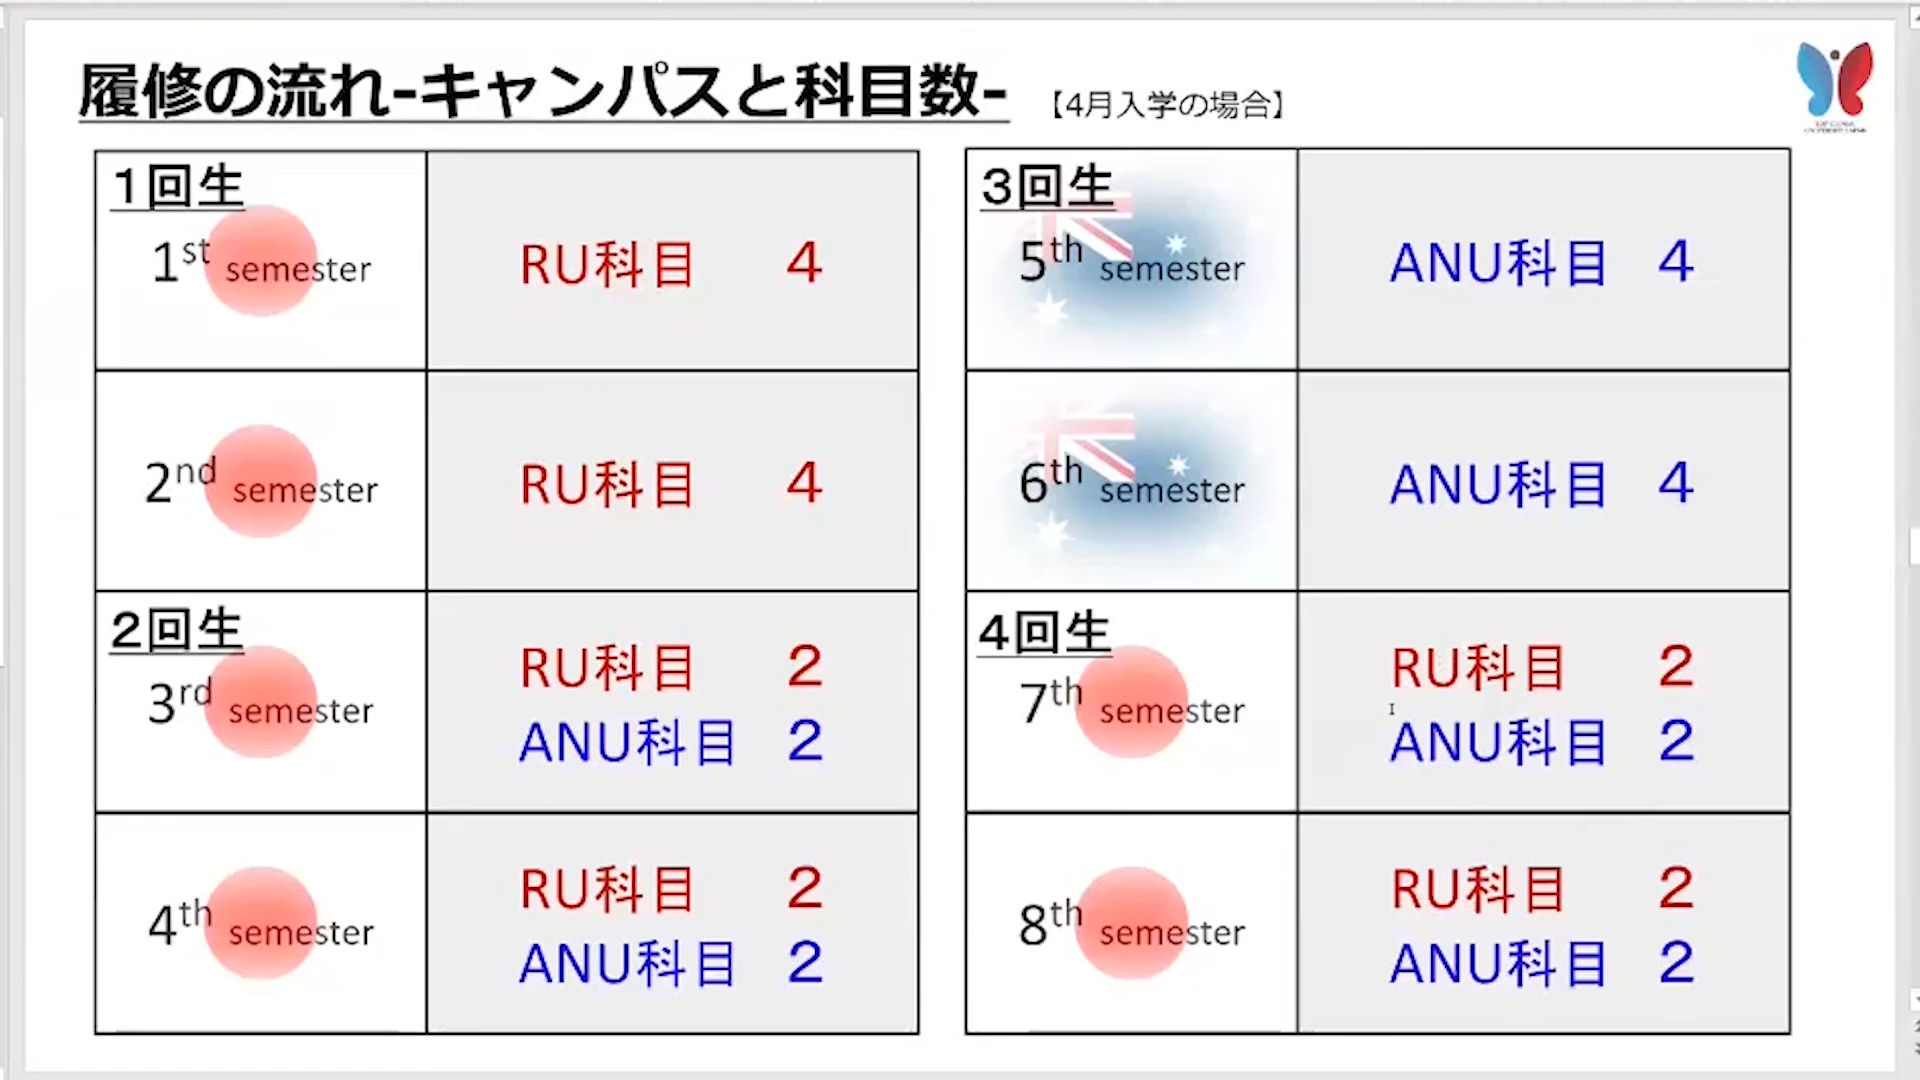 履修の流れ-キャンパスと科目数- 【4月入学の場合】
1回生
1st semester RU科目 4
2nd semester RU科目 4
2回生
3rd semester RU科目 2
ANU科目 2
4th semester RU科目 2
ANU科目 2
3回生
5th semester ANU科目 4
6th semester ANU科目 4
4回生
7th semester RU科目 2
ANU科目 2
8th semester RU科目 2
ANU科目 2